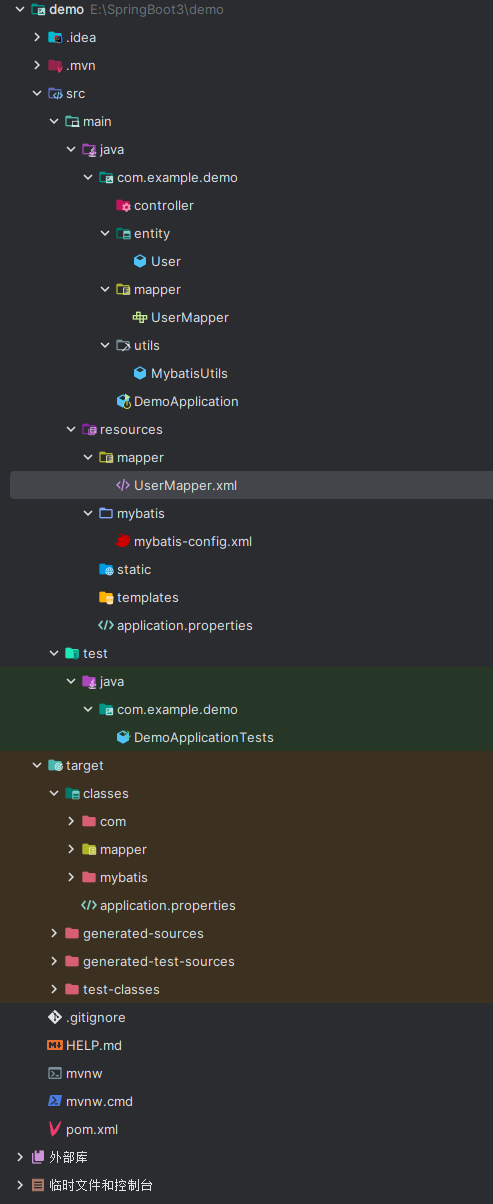 demo E:\SpringBoot3\demo
.idea
.mvn
src
main
java
com.example.demo
controller
entity
User
mapper
UserMapper
utils
MybatisUtils
DemoApplication
resources
mapper
UserMapper.xml
mybatis
mybatis-config.xml
static
templates
application.properties
test
java
com.example.demo
DemoApplicationTests
target
classes
com
mapper
mybatis
application.properties
generated-sources
generated-test-sources
test-classes
.gitignore
HELP.md
mvnw
mvnw.cmd
pom.xml
外部库
临时文件和控制台